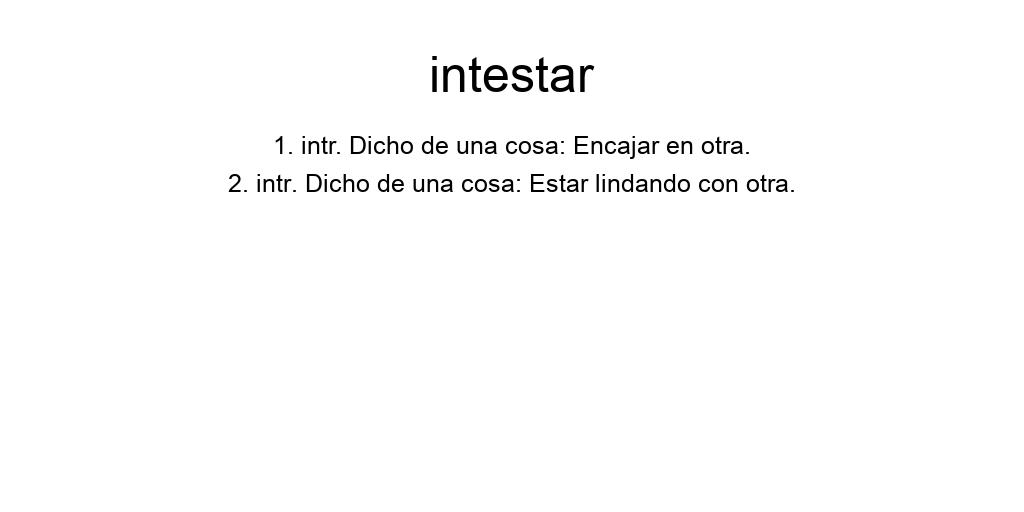 intestar
1. intr. Dicho de una cosa: Encajar en otra.
2. intr. Dicho de una cosa: Estar lindando con otra.